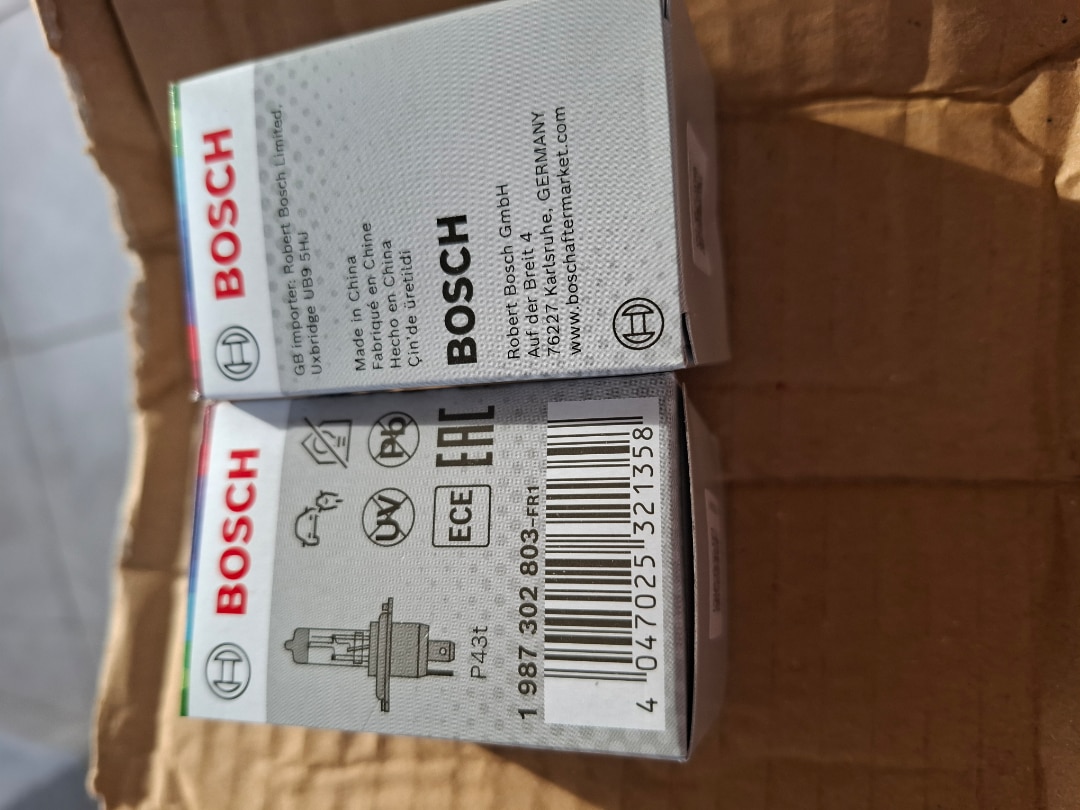 BOSCH
GB importer: Robert Bosch Limited,
Uxbridge UB9 5HJ
Made in China
Fabriqué en Chine
Hecho en China
Çin'de üretildi
BOSCH
Robert Bosch GmbH
Auf der Breit 4
76227 Karlsruhe, GERMANY
www.boschaftermarket.com
BOSCH
UV Pb
ECE EAC
P43t
1 987 302 803-FR1
4 047025 321358